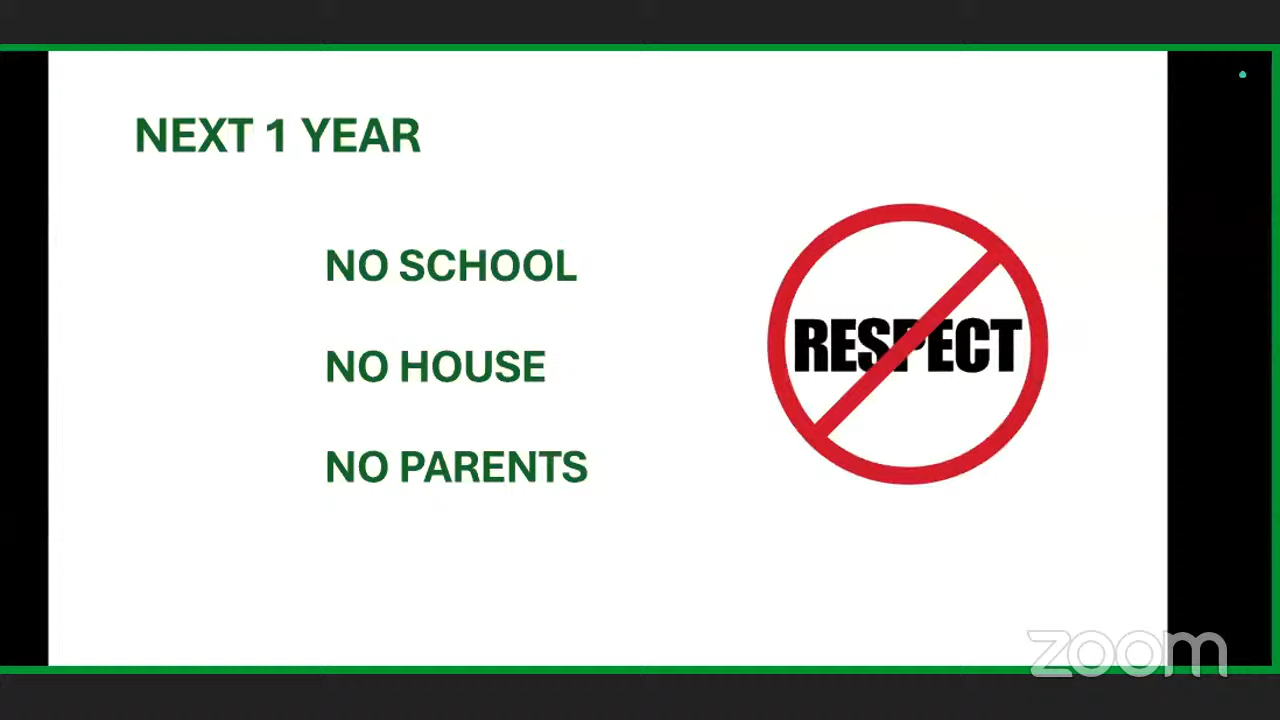 NEXT 1 YEAR
NO SCHOOL
NO HOUSE
NO PARENTS
RESPECT
zoom